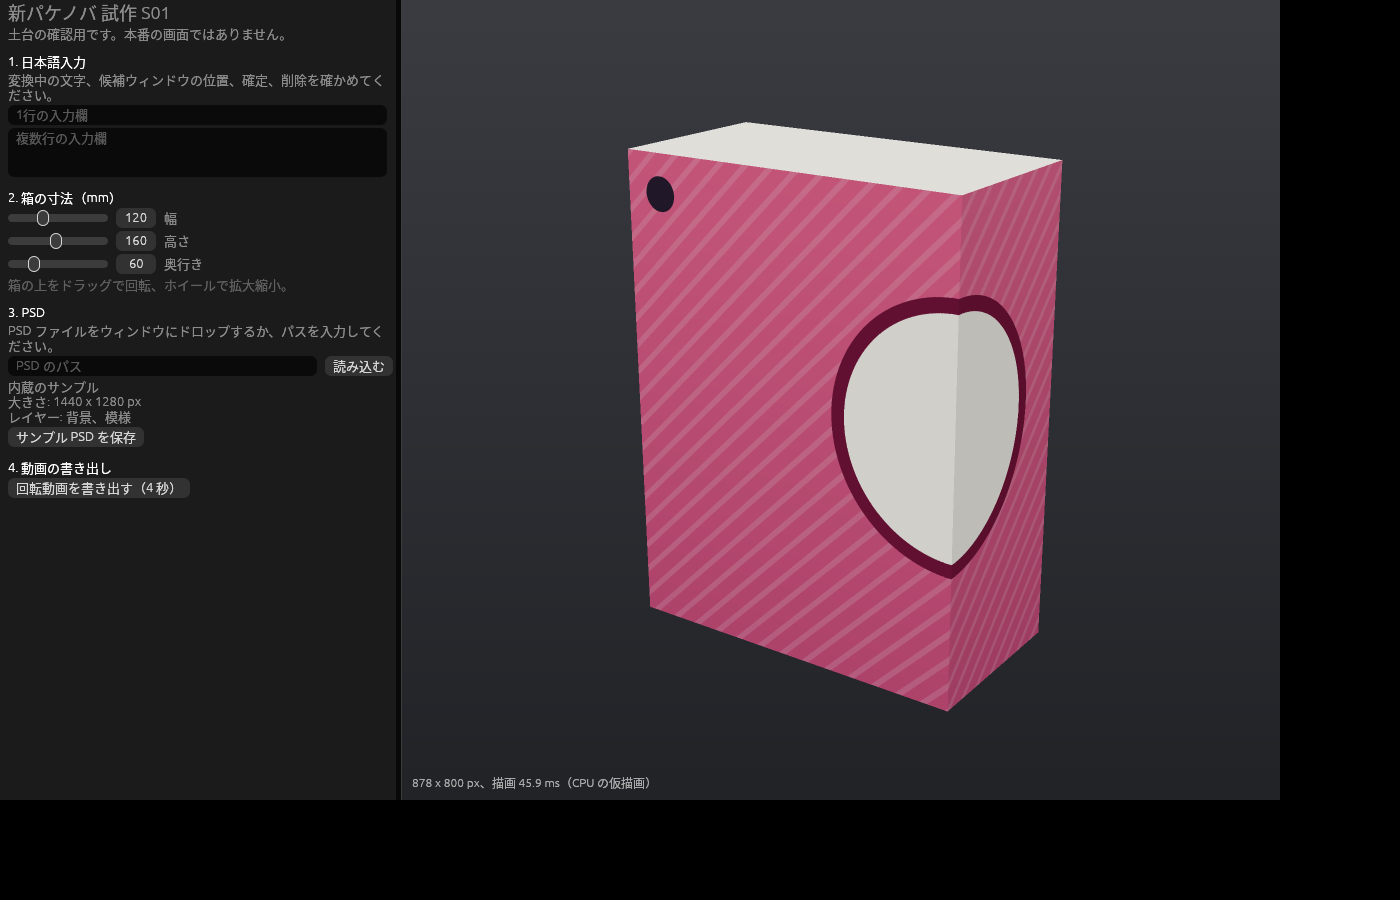 新パケノバ 試作 S01
土台の確認用です。本番の画面ではありません。
1. 日本語入力
変換中の文字、候補ウィンドウの位置、確定、削除を確かめてく
ださい。
1行の入力欄
複数行の入力欄
2. 箱の寸法（mm）
120 幅
160 高さ
60 奥行き
箱の上をドラッグで回転、ホイールで拡大縮小。
3. PSD
PSD ファイルをウィンドウにドロップするか、パスを入力してく
ださい。
PSD のパス 読み込む
内蔵のサンプル
大きさ: 1440 x 1280 px
レイヤー: 背景、模様
サンプル PSD を保存
4. 動画の書き出し
回転動画を書き出す（4 秒）
878 x 800 px、描画 45.9 ms（CPU の仮描画）